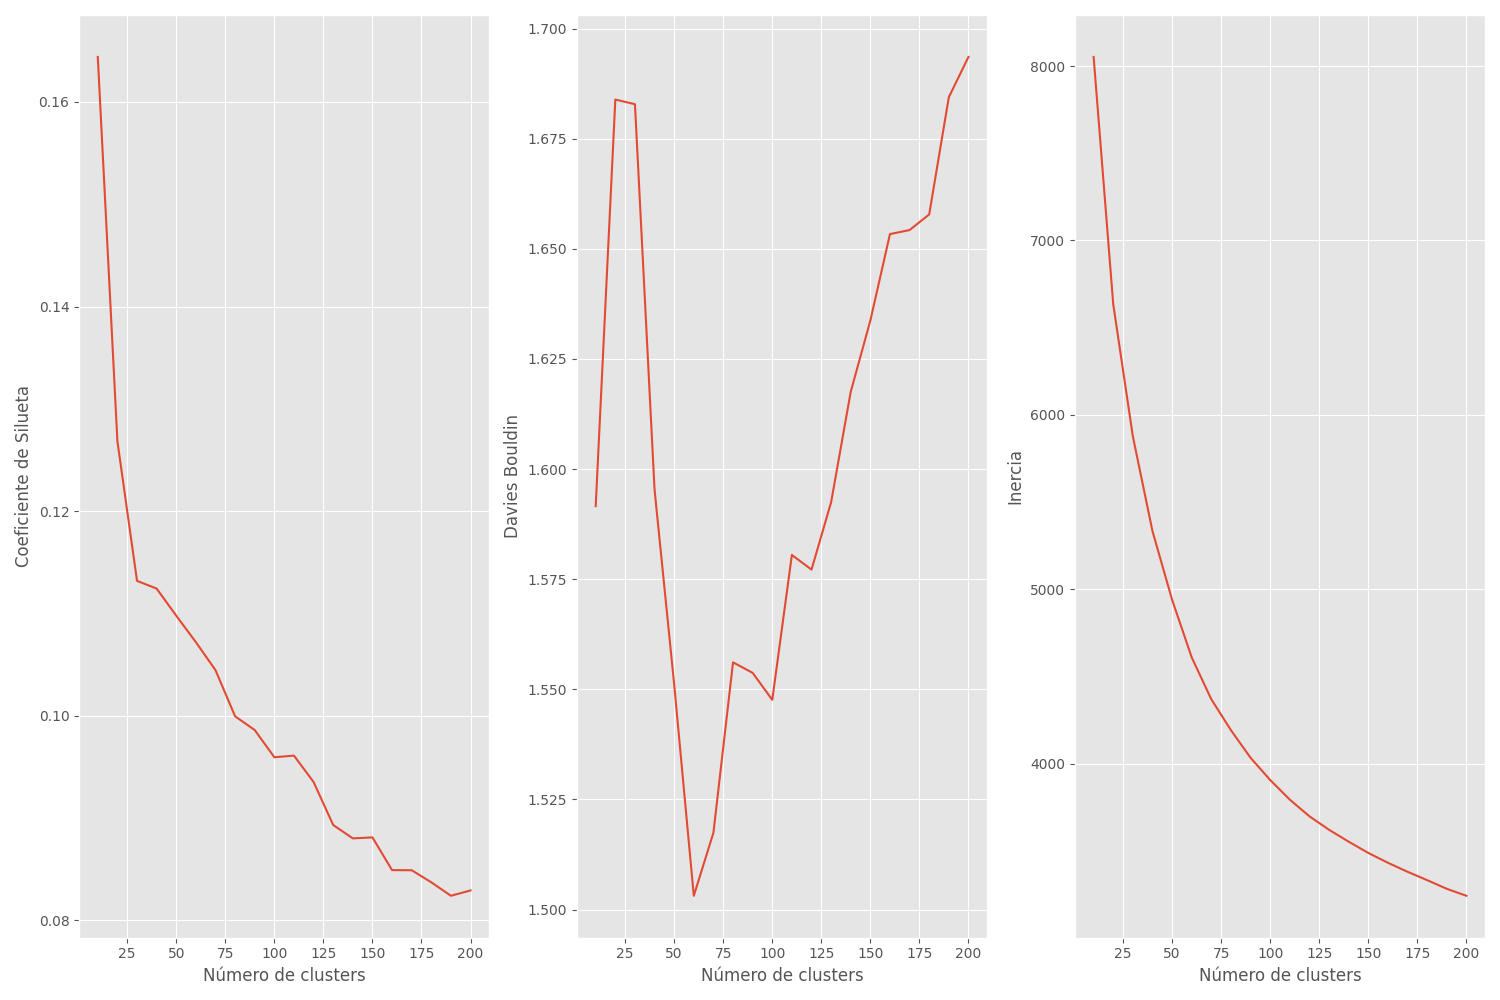 Coeficiente de Silueta
0.16
0.14
0.12
0.10
0.08
25 50 75 100 125 150 175 200
Número de clusters
Davies Bouldin
1.700
1.675
1.650
1.625
1.600
1.575
1.550
1.525
1.500
25 50 75 100 125 150 175 200
Número de clusters
Inercia
8000
7000
6000
5000
4000
25 50 75 100 125 150 175 200
Número de clusters